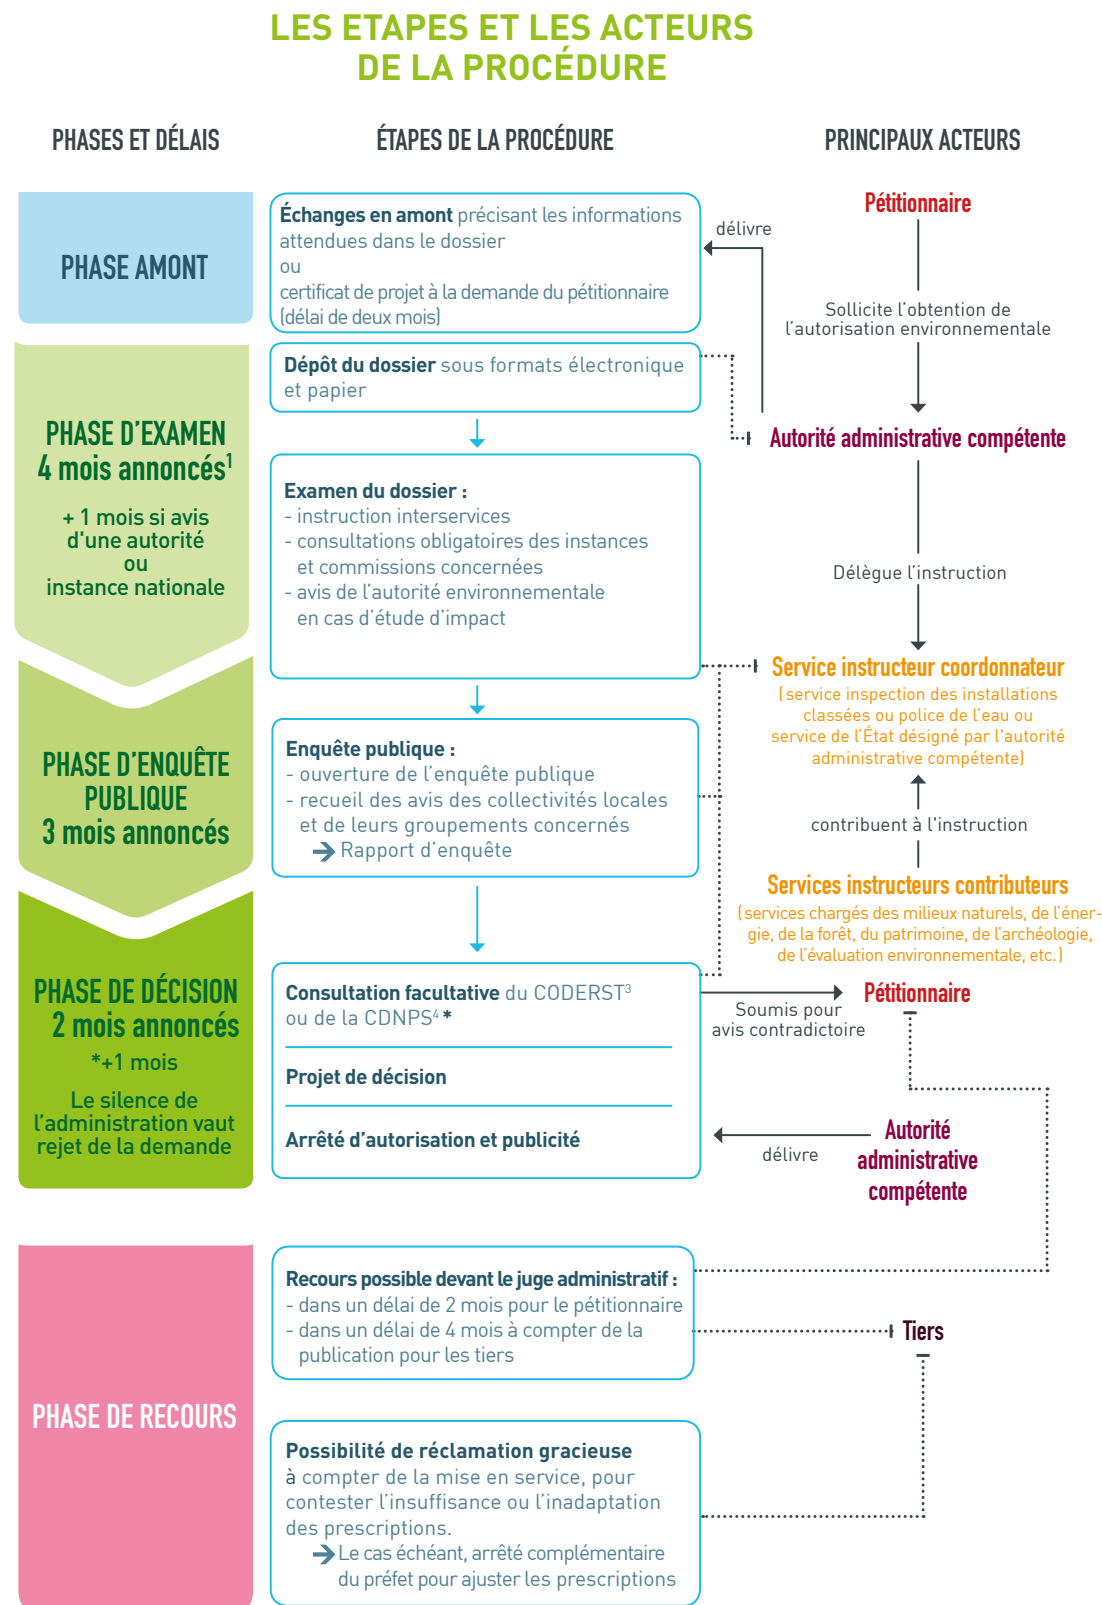 LES ETAPES ET LES ACTEURS
DE LA PROCÉDURE
PHASES ET DÉLAIS
ÉTAPES DE LA PROCÉDURE
PRINCIPAUX ACTEURS
PHASE AMONT
Échanges en amont précisant les informations
attendues dans le dossier
ou
certificat de projet à la demande du pétitionnaire
(délai de deux mois)
délivre
Pétitionnaire
Sollicite l’obtention de
l’autorisation environnementale
PHASE D’EXAMEN
4 mois annoncés1
+ 1 mois si avis
d'une autorité
ou
instance nationale
Dépôt du dossier sous formats électronique
et papier
Autorité administrative compétente
Examen du dossier :
- instruction interservices
- consultations obligatoires des instances
et commissions concernées
- avis de l’autorité environnementale
en cas d’étude d’impact
Délègue l’instruction
Service instructeur coordonnateur
(service inspection des installations
classées ou police de l’eau ou
service de l’État désigné par l'autorité
administrative compétente)
PHASE D’ENQUÊTE
PUBLIQUE
3 mois annoncés
Enquête publique :
- ouverture de l’enquête publique
- recueil des avis des collectivités locales
et de leurs groupements concernés
→ Rapport d’enquête
contribuent à l'instruction
Services instructeurs contributeurs
(services chargés des milieux naturels, de l’éner-
gie, de la forêt, du patrimoine, de l’archéologie,
de l’évaluation environnementale, etc.)
PHASE DE DÉCISION
2 mois annoncés
*+1 mois
Le silence de
l’administration vaut
rejet de la demande
Consultation facultative du CODERST3
ou de la CDNPS4 *
Projet de décision
Arrêté d’autorisation et publicité
Soumis pour
avis contradictoire
Pétitionnaire
délivre
Autorité
administrative
compétente
PHASE DE RECOURS
Recours possible devant le juge administratif :
- dans un délai de 2 mois pour le pétitionnaire
- dans un délai de 4 mois à compter de la
publication pour les tiers
Tiers
Possibilité de réclamation gracieuse
à compter de la mise en service, pour
contester l’insuffisance ou l’inadaptation
des prescriptions.
→ Le cas échéant, arrêté complémentaire
du préfet pour ajuster les prescriptions